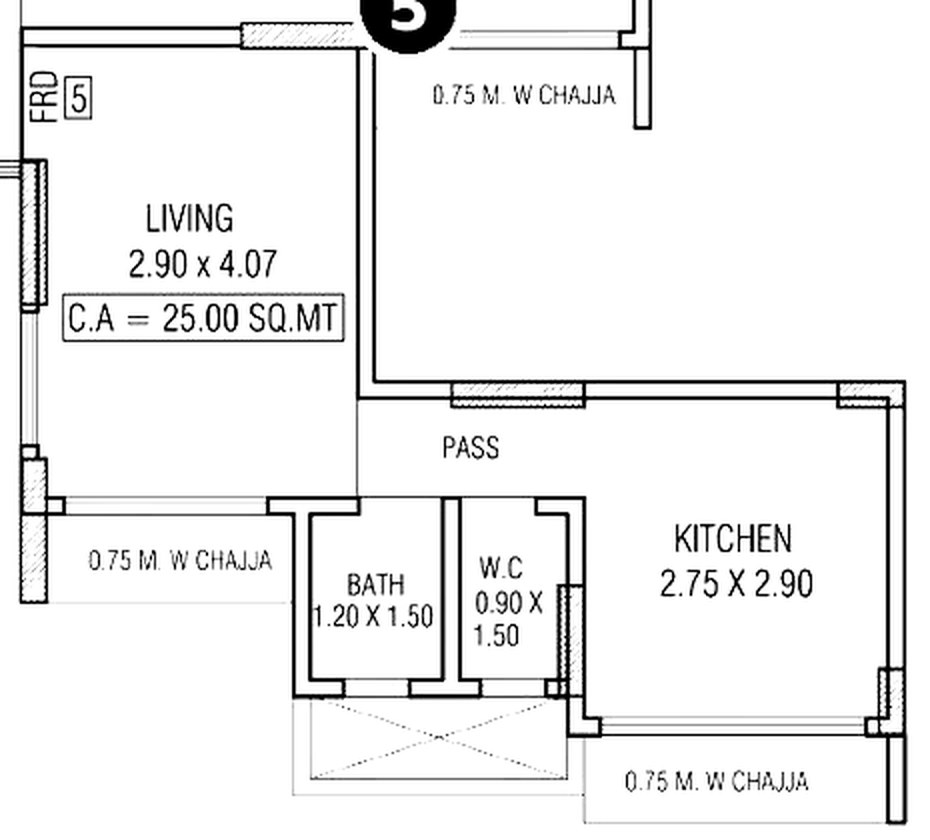 5
0.75 M. W CHAJJA
FRD 5
LIVING
2.90 x 4.07
C.A = 25.00 SQ.MT
PASS
KITCHEN
2.75 X 2.90
0.75 M. W CHAJJA
BATH
1.20 X 1.50
W.C
0.90 X
1.50
0.75 M. W CHAJJA